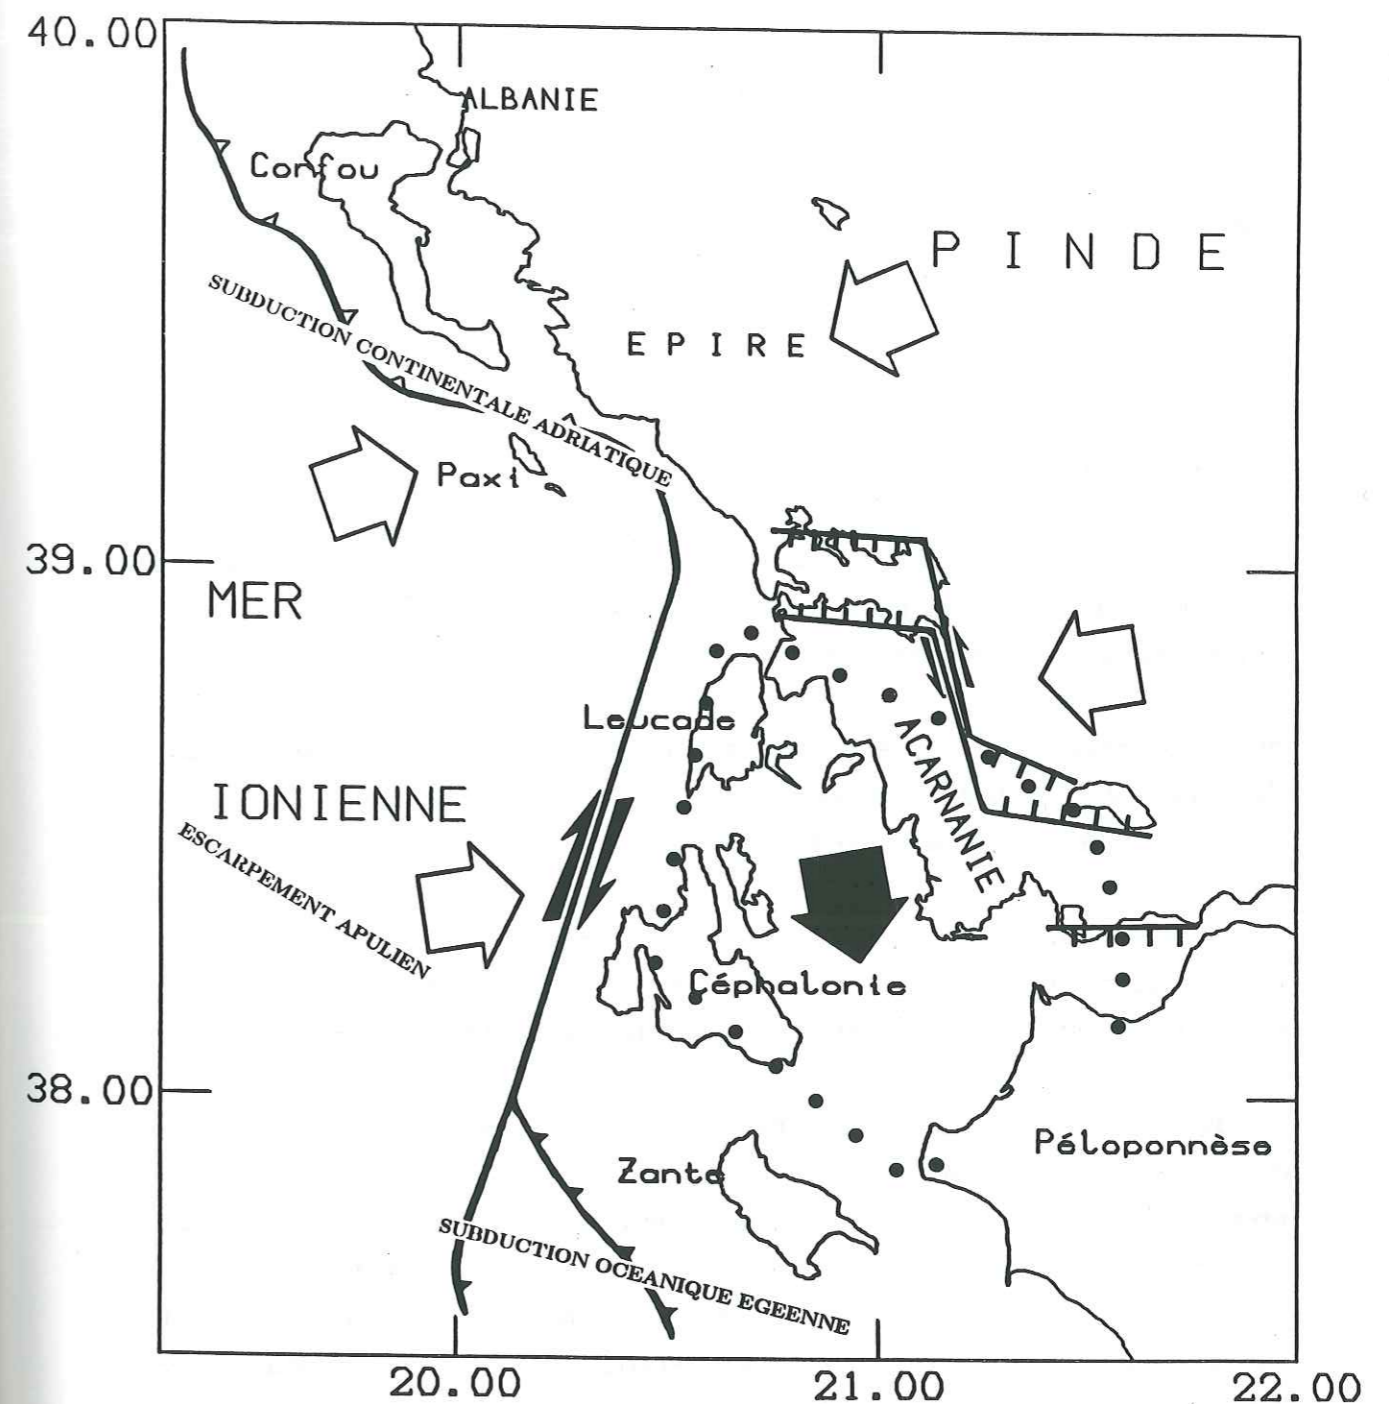 40.00
ALBANIE
Corfou
PINDE
SUBDUCTION CONTINENTALE ADRIATIQUE
EPIRE
Paxi
39.00
MER
Leucade
ACARNANIE
IONIENNE
ESCARPEMENT APULIEN
Céphalonie
38.00
Péloponnèse
Zante
SUBDUCTION OCEANIQUE EGEENNE
20.00
21.00
22.00